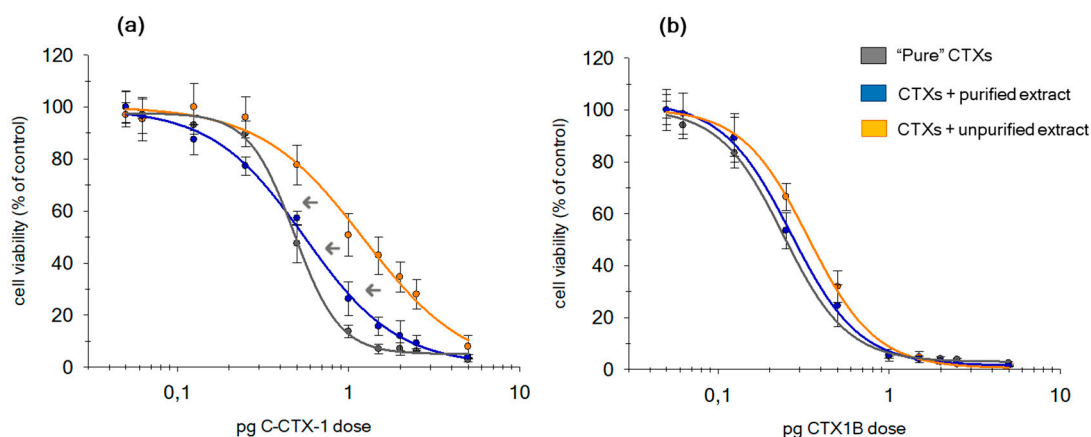 (a)
120
100
80
60
40
20
0
cell viability (% of control)
0,1
1
10
pg C-CTX-1 dose
(b)
120
100
80
60
40
20
0
cell viability (% of control)
0,1
1
10
pg CTX1B dose
"Pure" CTXs
CTXs + purified extract
CTXs + unpurified extract